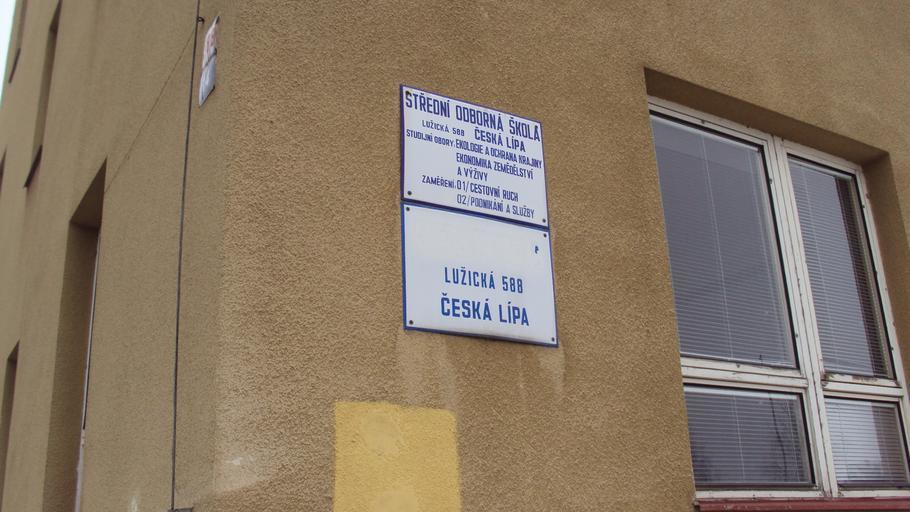 STŘEDNÍ ODBORNÁ ŠKOLA
LUŽICKÁ 588 ČESKÁ LÍPA
STUDIJNÍ OBORY: EKOLOGIE A OCHRANA KRAJINY
EKONOMIKA ZEMĚDĚLSTVÍ
A VÝŽIVY
ZAMĚŘENÍ: 01/CESTOVNÍ RUCH
02/PODNIKÁNÍ A SLUŽBY
LUŽICKÁ 588
ČESKÁ LÍPA